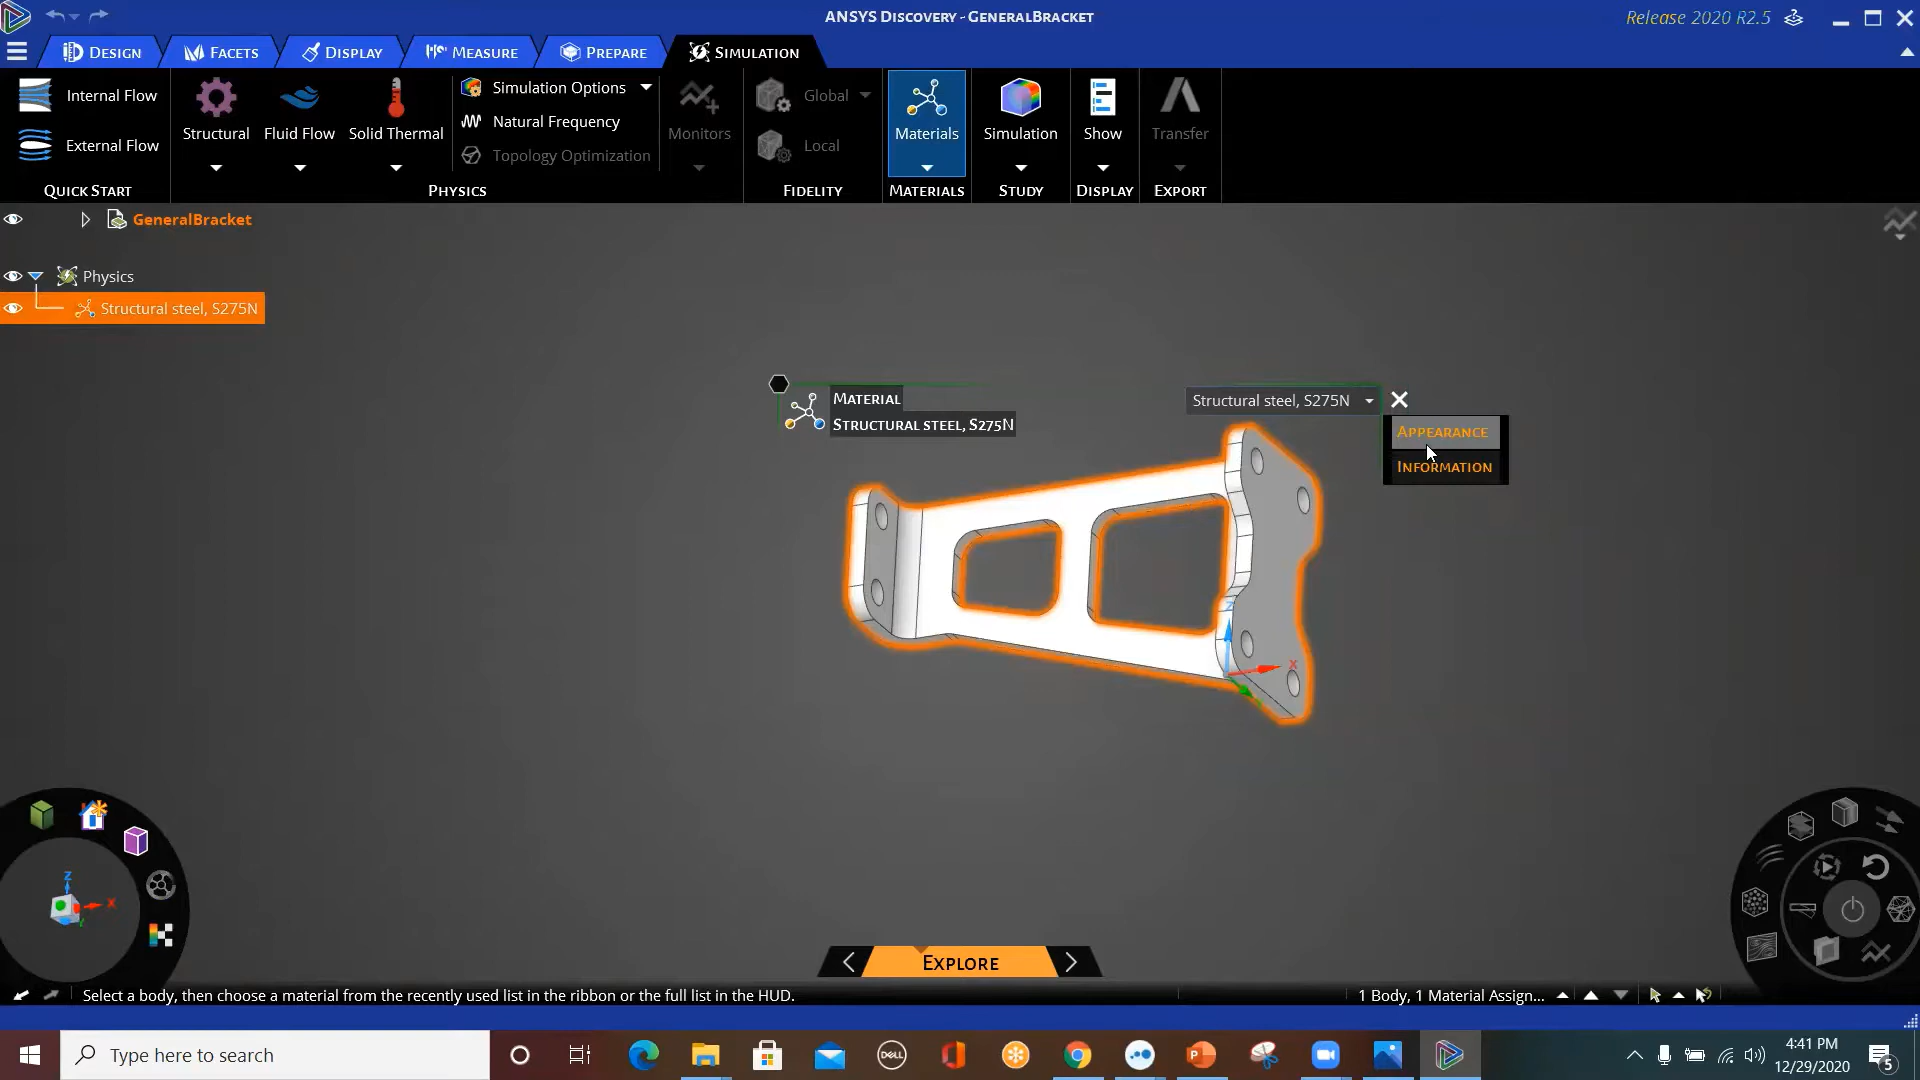 ANSYS Discovery - GeneralBracket
Release 2020 R2.5
DESIGN FACETS DISPLAY MEASURE PREPARE SIMULATION
Internal Flow
External Flow
QUICK START
Structural
Fluid Flow
Solid Thermal
Simulation Options
Natural Frequency
Topology Optimization
PHYSICS
Monitors
Global
Local
FIDELITY
Materials
MATERIALS
Simulation
STUDY
Show
DISPLAY
Transfer
EXPORT
GeneralBracket
Physics
Structural steel, S275N
MATERIAL
STRUCTURAL STEEL, S275N
Structural steel, S275N
APPEARANCE
INFORMATION
Z
X
Z
X
EXPLORE
Select a body, then choose a material from the recently used list in the ribbon or the full list in the HUD.
1 Body, 1 Material Assign...
Type here to search
DELL
4:41 PM
12/29/2020
5